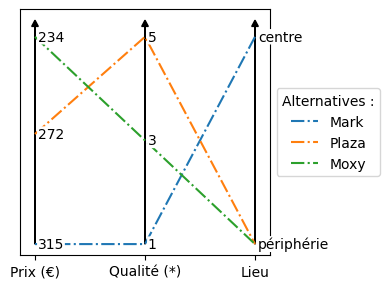 234
5
centre
272
3
315
1
périphérie
Prix (€)
Qualité (*)
Lieu
Alternatives :
Mark
Plaza
Moxy